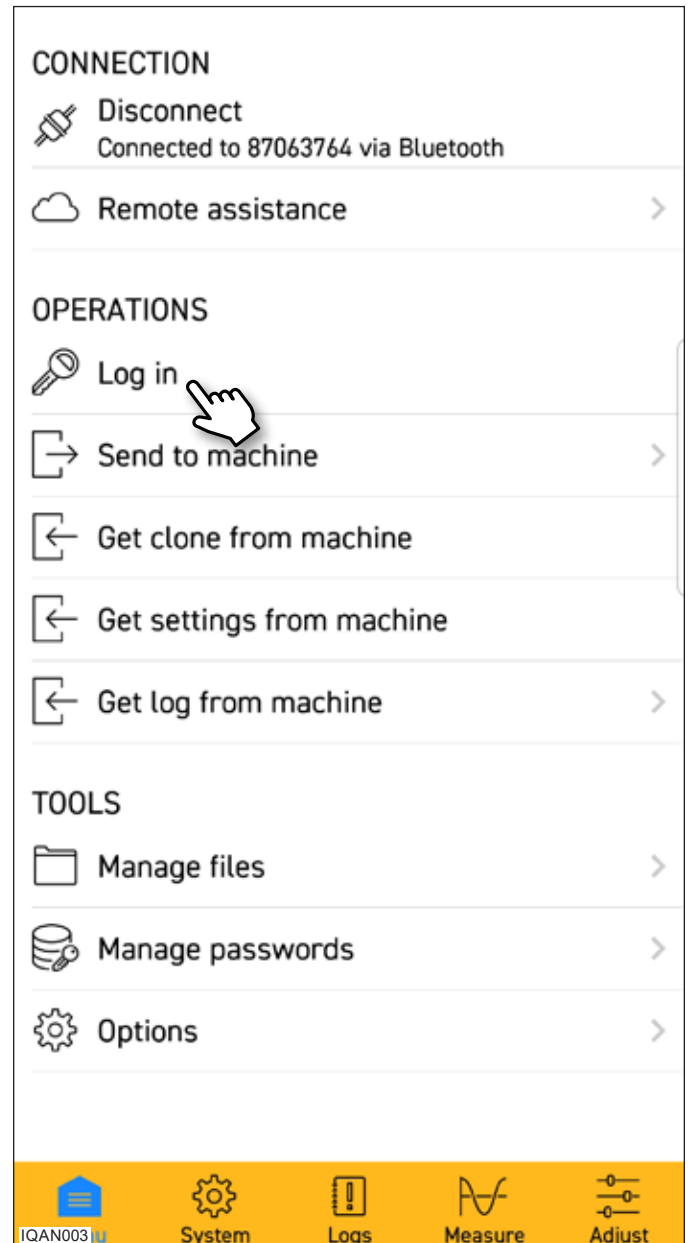 CONNECTION
Disconnect
Connected to 87063764 via Bluetooth
Remote assistance
OPERATIONS
Log in
Send to machine
Get clone from machine
Get settings from machine
Get log from machine
TOOLS
Manage files
Manage passwords
Options
System Logs Measure Adjust
IQAN003